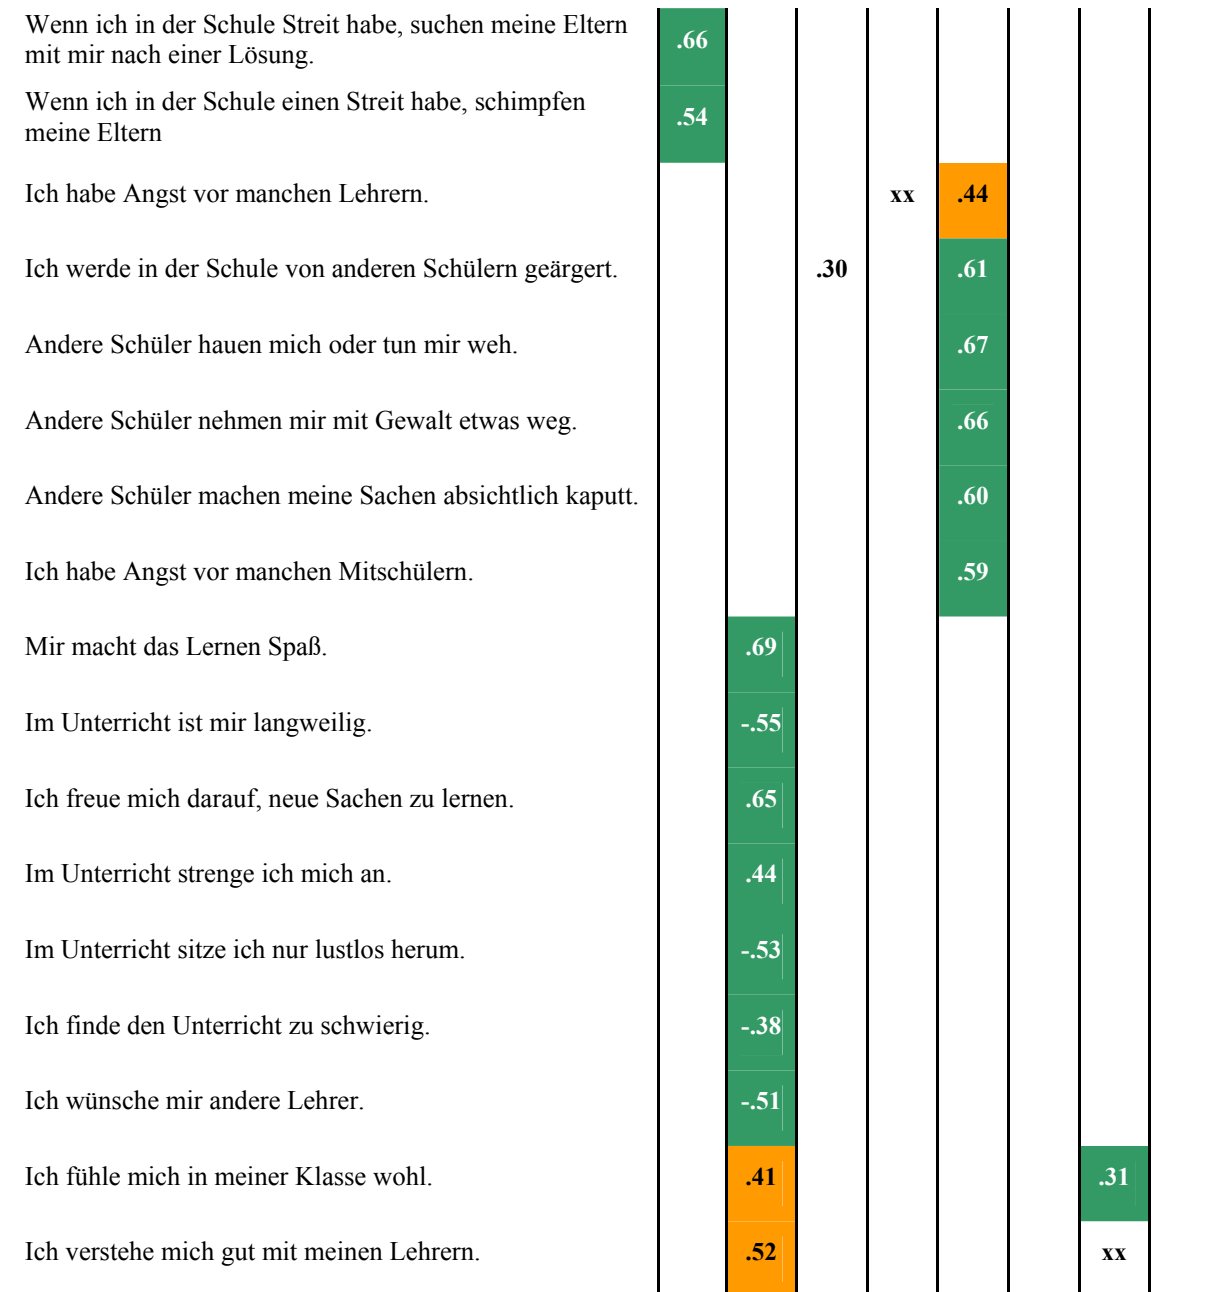 Wenn ich in der Schule Streit habe, suchen meine Eltern
mit mir nach einer Lösung.
.66
Wenn ich in der Schule einen Streit habe, schimpfen
meine Eltern
.54
Ich habe Angst vor manchen Lehrern. xx .44
Ich werde in der Schule von anderen Schülern geärgert. .30 .61
Andere Schüler hauen mich oder tun mir weh. .67
Andere Schüler nehmen mir mit Gewalt etwas weg. .66
Andere Schüler machen meine Sachen absichtlich kaputt. .60
Ich habe Angst vor manchen Mitschülern. .59
Mir macht das Lernen Spaß. .69
Im Unterricht ist mir langweilig. -.55
Ich freue mich darauf, neue Sachen zu lernen. .65
Im Unterricht strenge ich mich an. .44
Im Unterricht sitze ich nur lustlos herum. -.53
Ich finde den Unterricht zu schwierig. -.38
Ich wünsche mir andere Lehrer. -.51
Ich fühle mich in meiner Klasse wohl. .41 .31
Ich verstehe mich gut mit meinen Lehrern. .52 xx